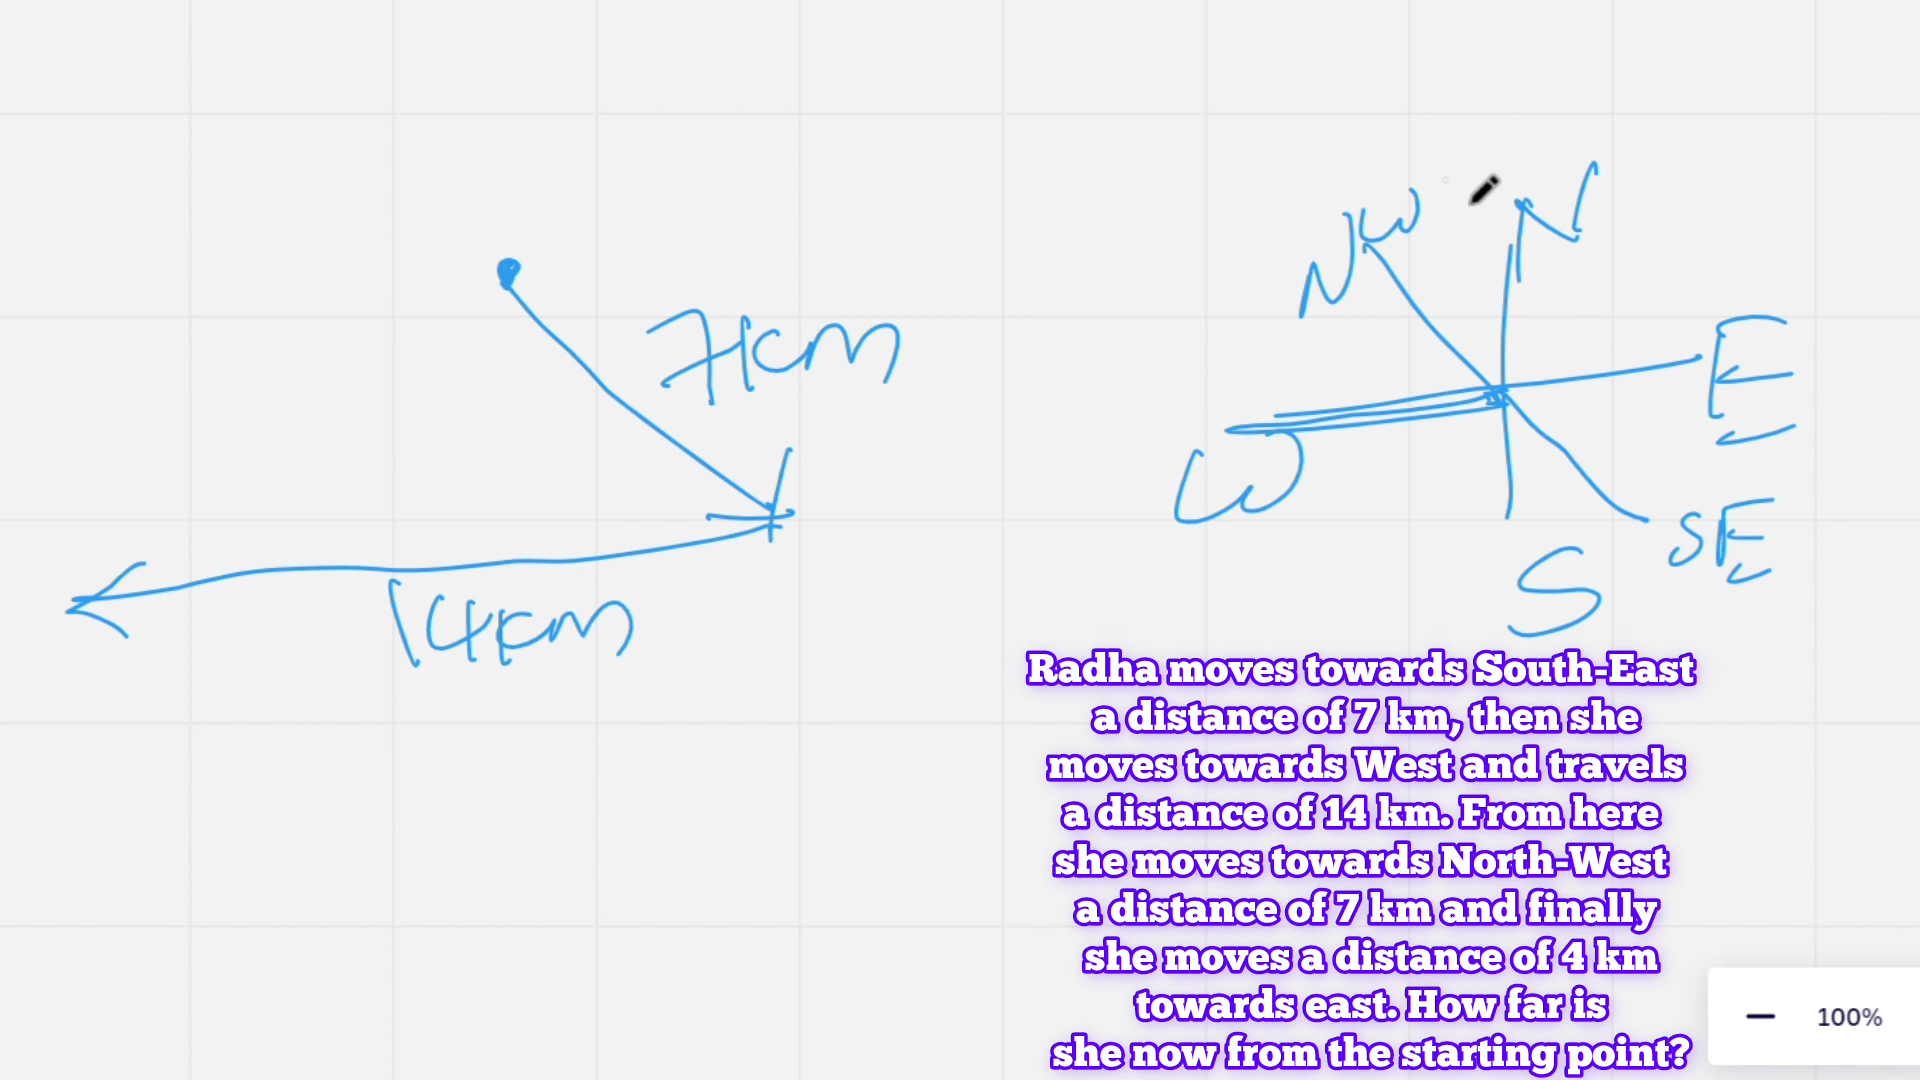 NW
N
7km
E
W
SE
S
14km
Radha moves towards South-East
a distance of 7 km, then she
moves towards West and travels
a distance of 14 km. From here
she moves towards North-West
a distance of 7 km and finally
she moves a distance of 4 km
towards east. How far is
she now from the starting point?
100%